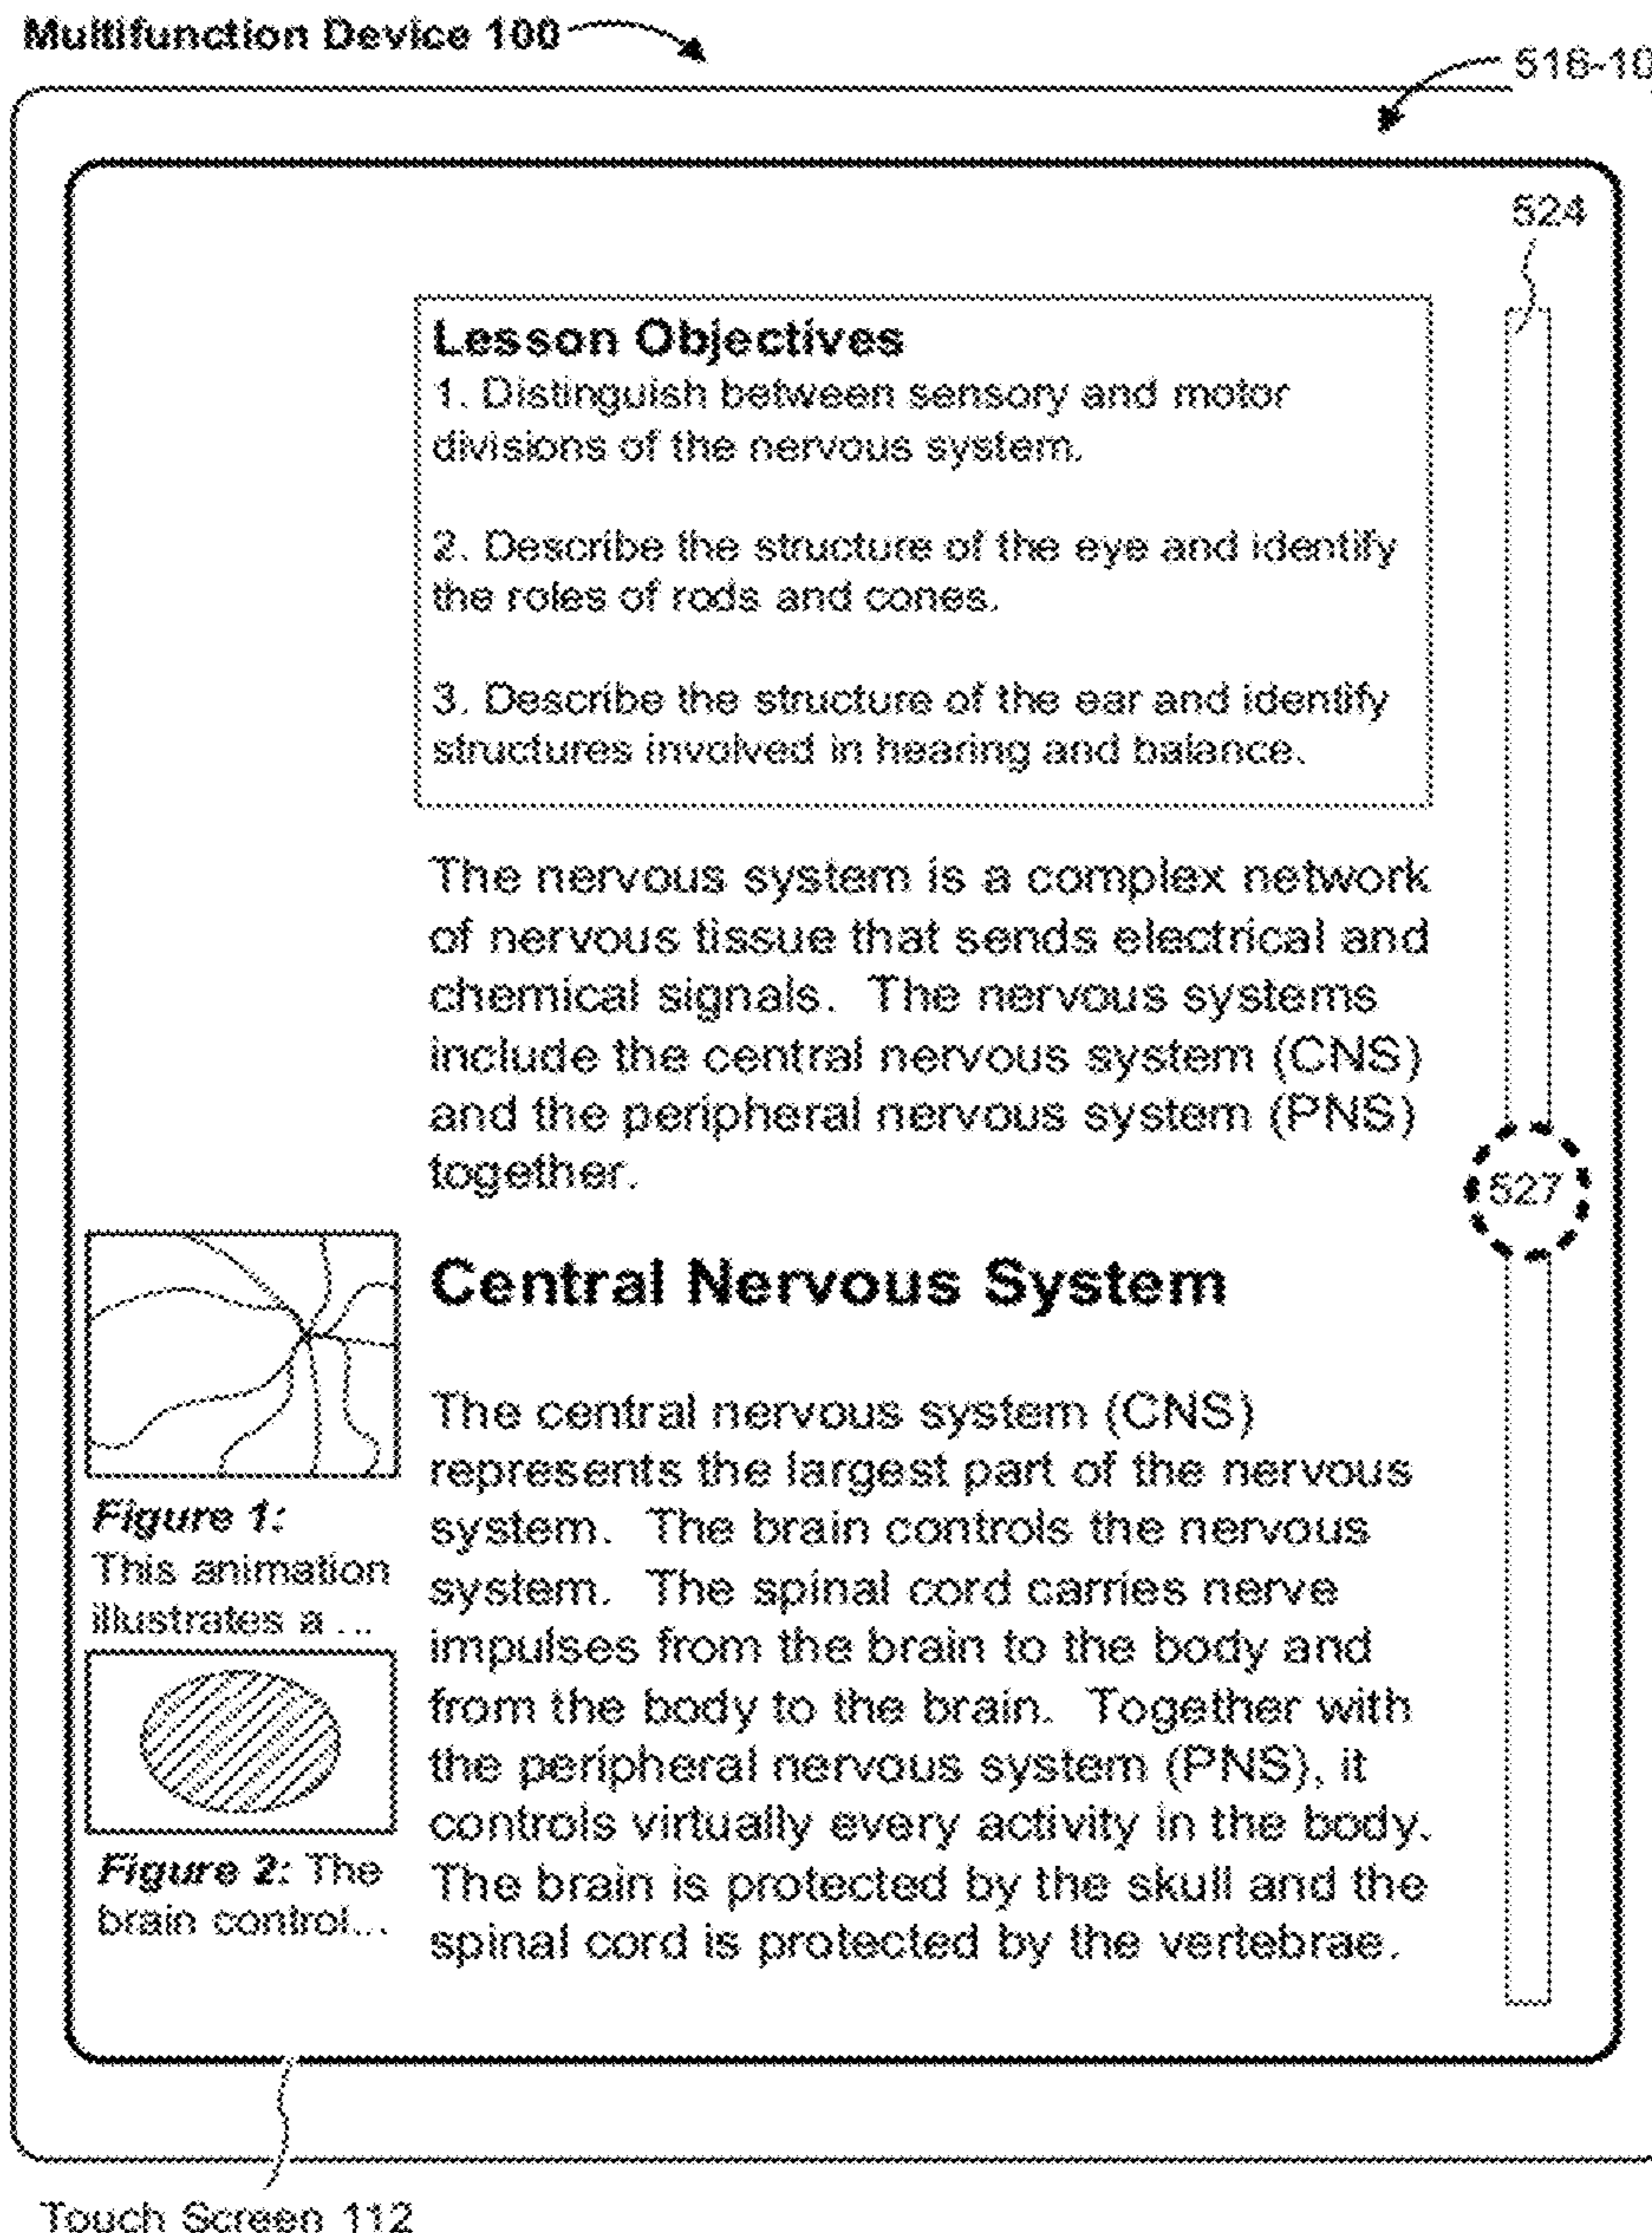 Multifunction Device 100
516-10
524
Lesson Objectives
1. Distinguish between sensory and motor
divisions of the nervous system.
2. Describe the structure of the eye and identify
the roles of rods and cones.
3. Describe the structure of the ear and identify
structures involved in hearing and balance.
The nervous system is a complex network
of nervous tissue that sends electrical and
chemical signals. The nervous systems
include the central nervous system (CNS)
and the peripheral nervous system (PNS)
together.
527
Central Nervous System
The central nervous system (CNS)
represents the largest part of the nervous
system. The brain controls the nervous
system. The spinal cord carries nerve
impulses from the brain to the body and
from the body to the brain. Together with
the peripheral nervous system (PNS), it
controls virtually every activity in the body.
The brain is protected by the skull and the
spinal cord is protected by the vertebrae.
Figure 1:
This animation
illustrates a ...
Figure 2: The
brain control...
Touch Screen 112